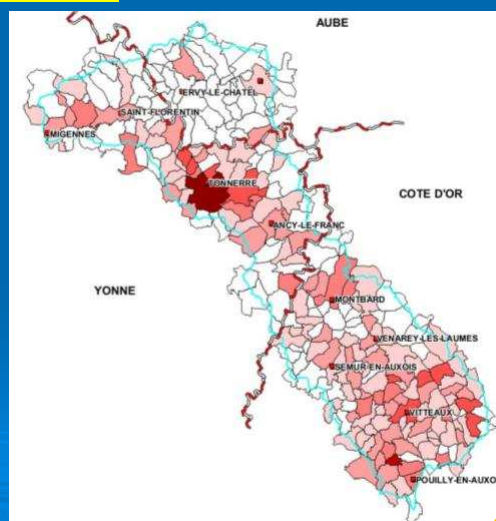 AUBE
ERVY-LE-CHATEL
SAINT-FLORENTIN
MIGENNES
TONNERRE
COTE D'OR
ANCY-LE-FRANC
YONNE
MONTBARD
VENAREY-LES-LAUMES
SEMUR-EN-AUXOIS
VITTEAUX
POUILLY-EN-AUXO